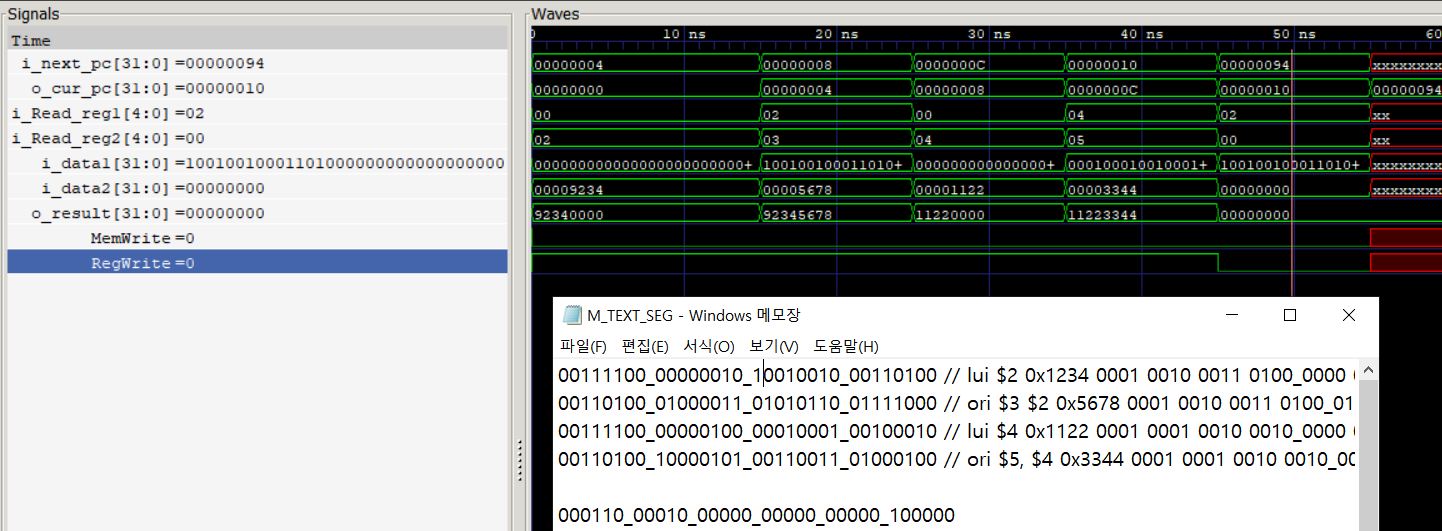 Signals
Waves
Time
0 10 ns 20 ns 30 ns 40 ns 50 ns 60
i_next_pc[31:0] =00000094
00000004 00000008 0000000C 00000010 00000094 xxxxxxxx
o_cur_pc[31:0] =00000010
00000000 00000004 00000008 0000000C 00000010 00000094
i_Read_reg1[4:0] =02
00 02 00 04 02 xx
i_Read_reg2[4:0] =00
02 03 04 05 00 xx
i_data1[31:0] =10010010001101000000000000000000
0000000000000000000000+ 100100100011010+ 000000000000000+ 000100010010001+ 100100100011010+ xxxxxxxx
i_data2[31:0] =00000000
00009234 00005678 00001122 00003344 00000000 xxxxxxxx
o_result[31:0] =00000000
92340000 92345678 11220000 11223344 00000000
MemWrite =0
RegWrite =0
M_TEXT_SEG - Windows 메모장
파일(F) 편집(E) 서식(O) 보기(V) 도움말(H)
00111100_00000010_10010010_00110100 // lui $2 0x1234 0001 0010 0011 0100_0000
00110100_01000011_01010110_01111000 // ori $3 $2 0x5678 0001 0010 0011 0100_01
00111100_00000100_00010001_00100010 // lui $4 0x1122 0001 0001 0010 0010_0000
00110100_10000101_00110011_01000100 // ori $5, $4 0x3344 0001 0001 0010 0010_00
000110_00010_00000_00000_00000_100000